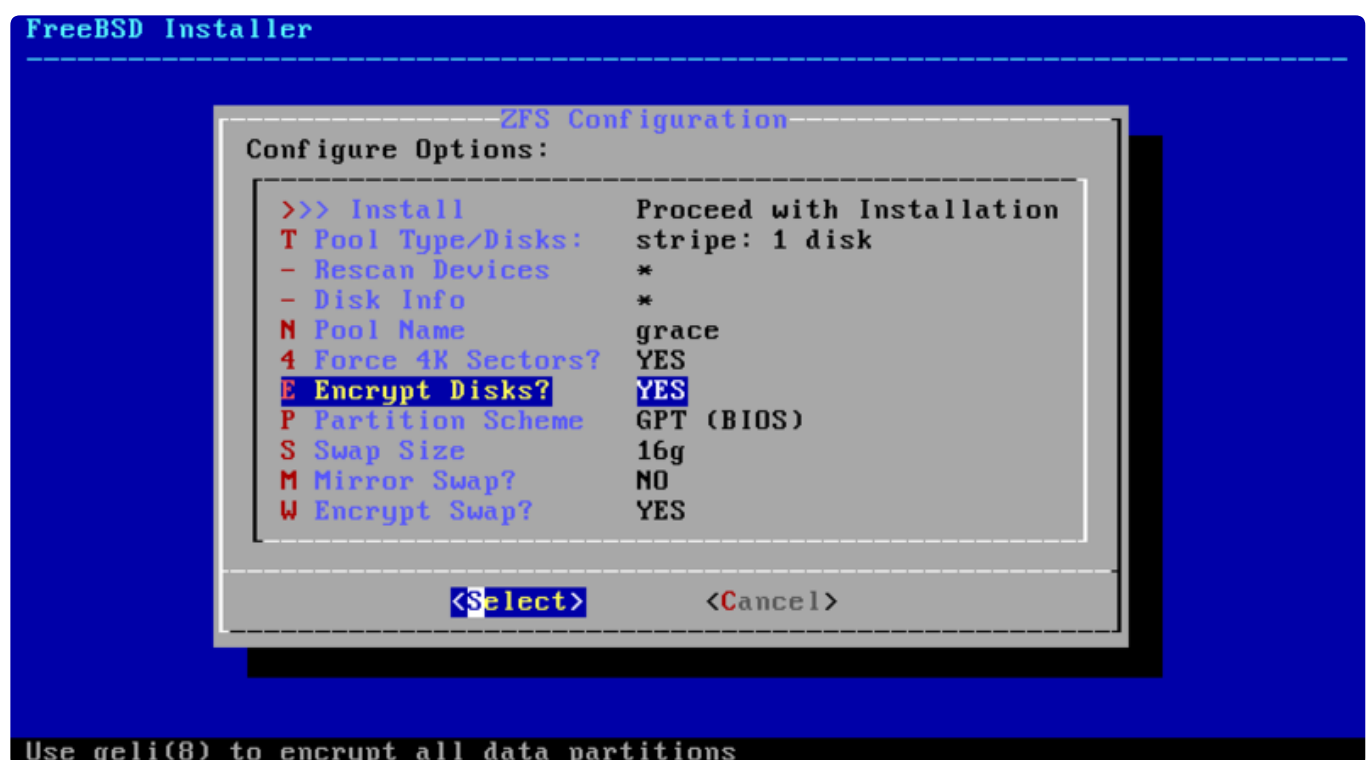 FreeBSD Installer
ZFS Configuration
Configure Options:
>>> Install Proceed with Installation
T Pool Type/Disks: stripe: 1 disk
- Rescan Devices *
- Disk Info *
N Pool Name grace
4 Force 4K Sectors? YES
E Encrypt Disks? YES
P Partition Scheme GPT (BIOS)
S Swap Size 16g
M Mirror Swap? NO
W Encrypt Swap? YES
<Select> <Cancel>
Use geli(8) to encrypt all data partitions